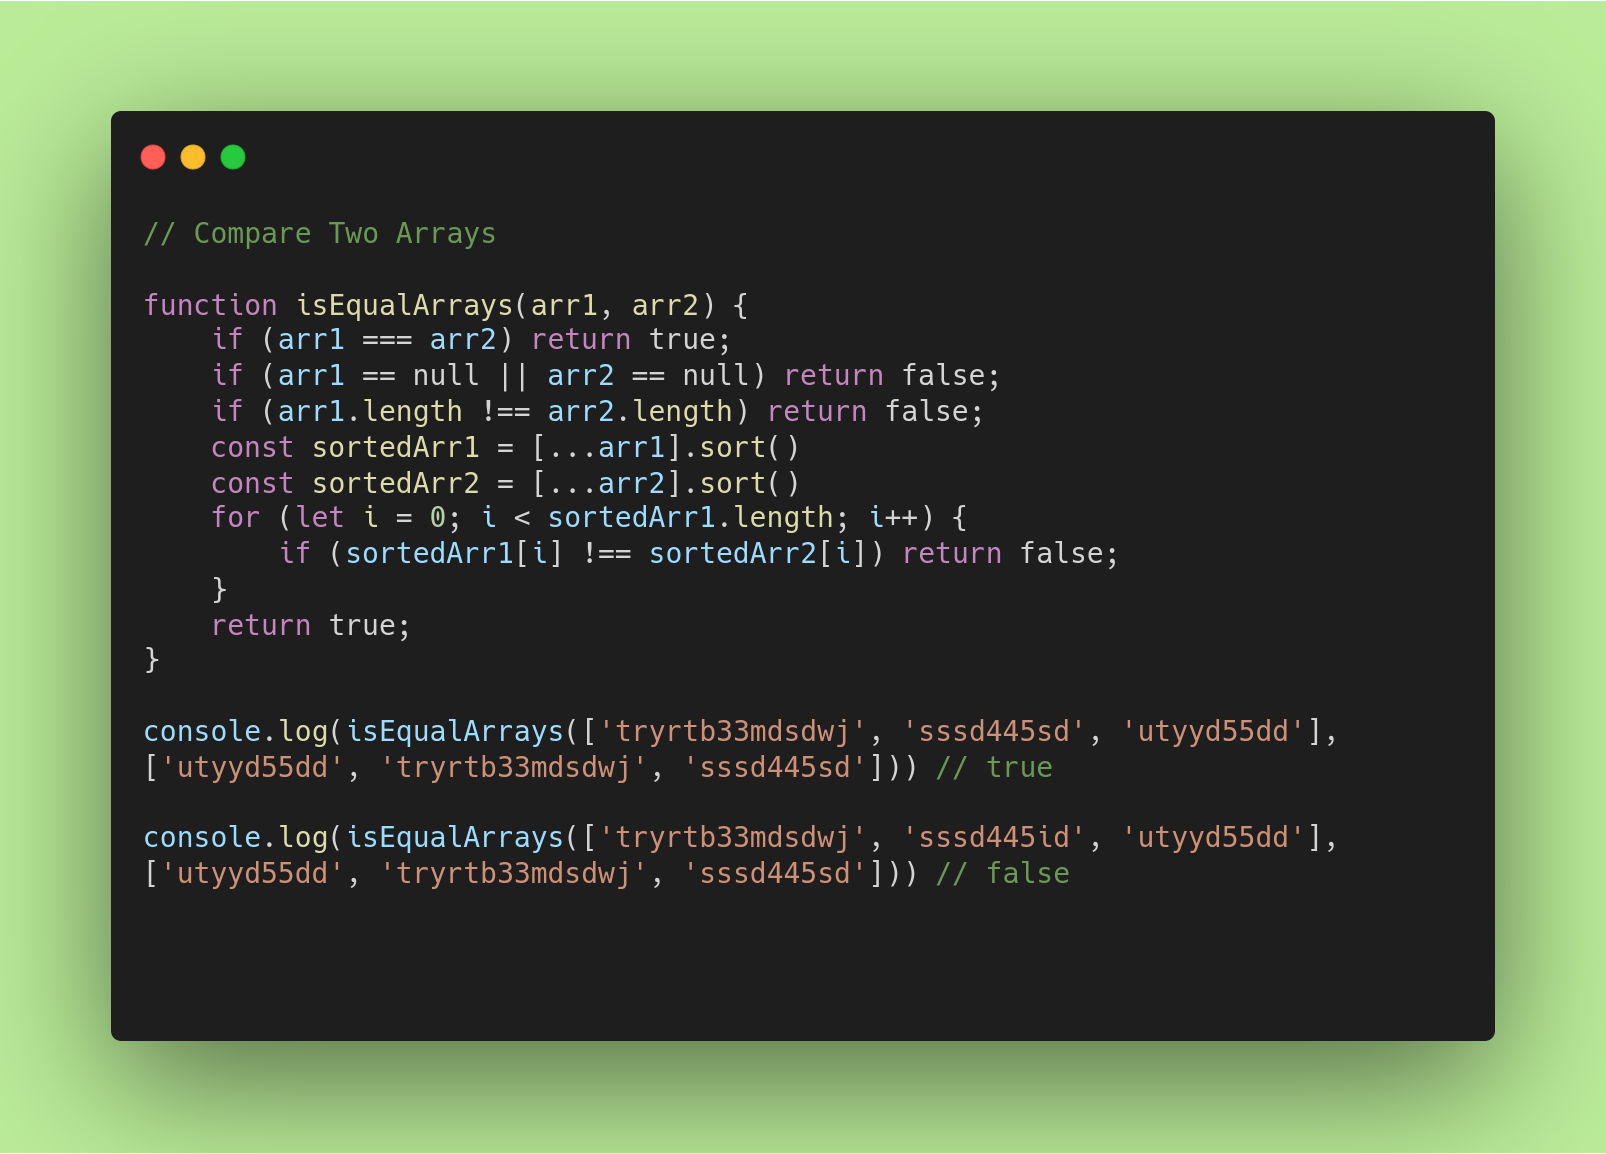 // Compare Two Arrays
function isEqualArrays(arr1, arr2) {
    if (arr1 === arr2) return true;
    if (arr1 == null || arr2 == null) return false;
    if (arr1.length !== arr2.length) return false;
    const sortedArr1 = [...arr1].sort()
    const sortedArr2 = [...arr2].sort()
    for (let i = 0; i < sortedArr1.length; i++) {
        if (sortedArr1[i] !== sortedArr2[i]) return false;
    }
    return true;
}
console.log(isEqualArrays(['tryrtb33mdsdwj', 'sssd445sd', 'utyyd55dd'],
['utyyd55dd', 'tryrtb33mdsdwj', 'sssd445sd'])) // true
console.log(isEqualArrays(['tryrtb33mdsdwj', 'sssd445id', 'utyyd55dd'],
['utyyd55dd', 'tryrtb33mdsdwj', 'sssd445sd'])) // false